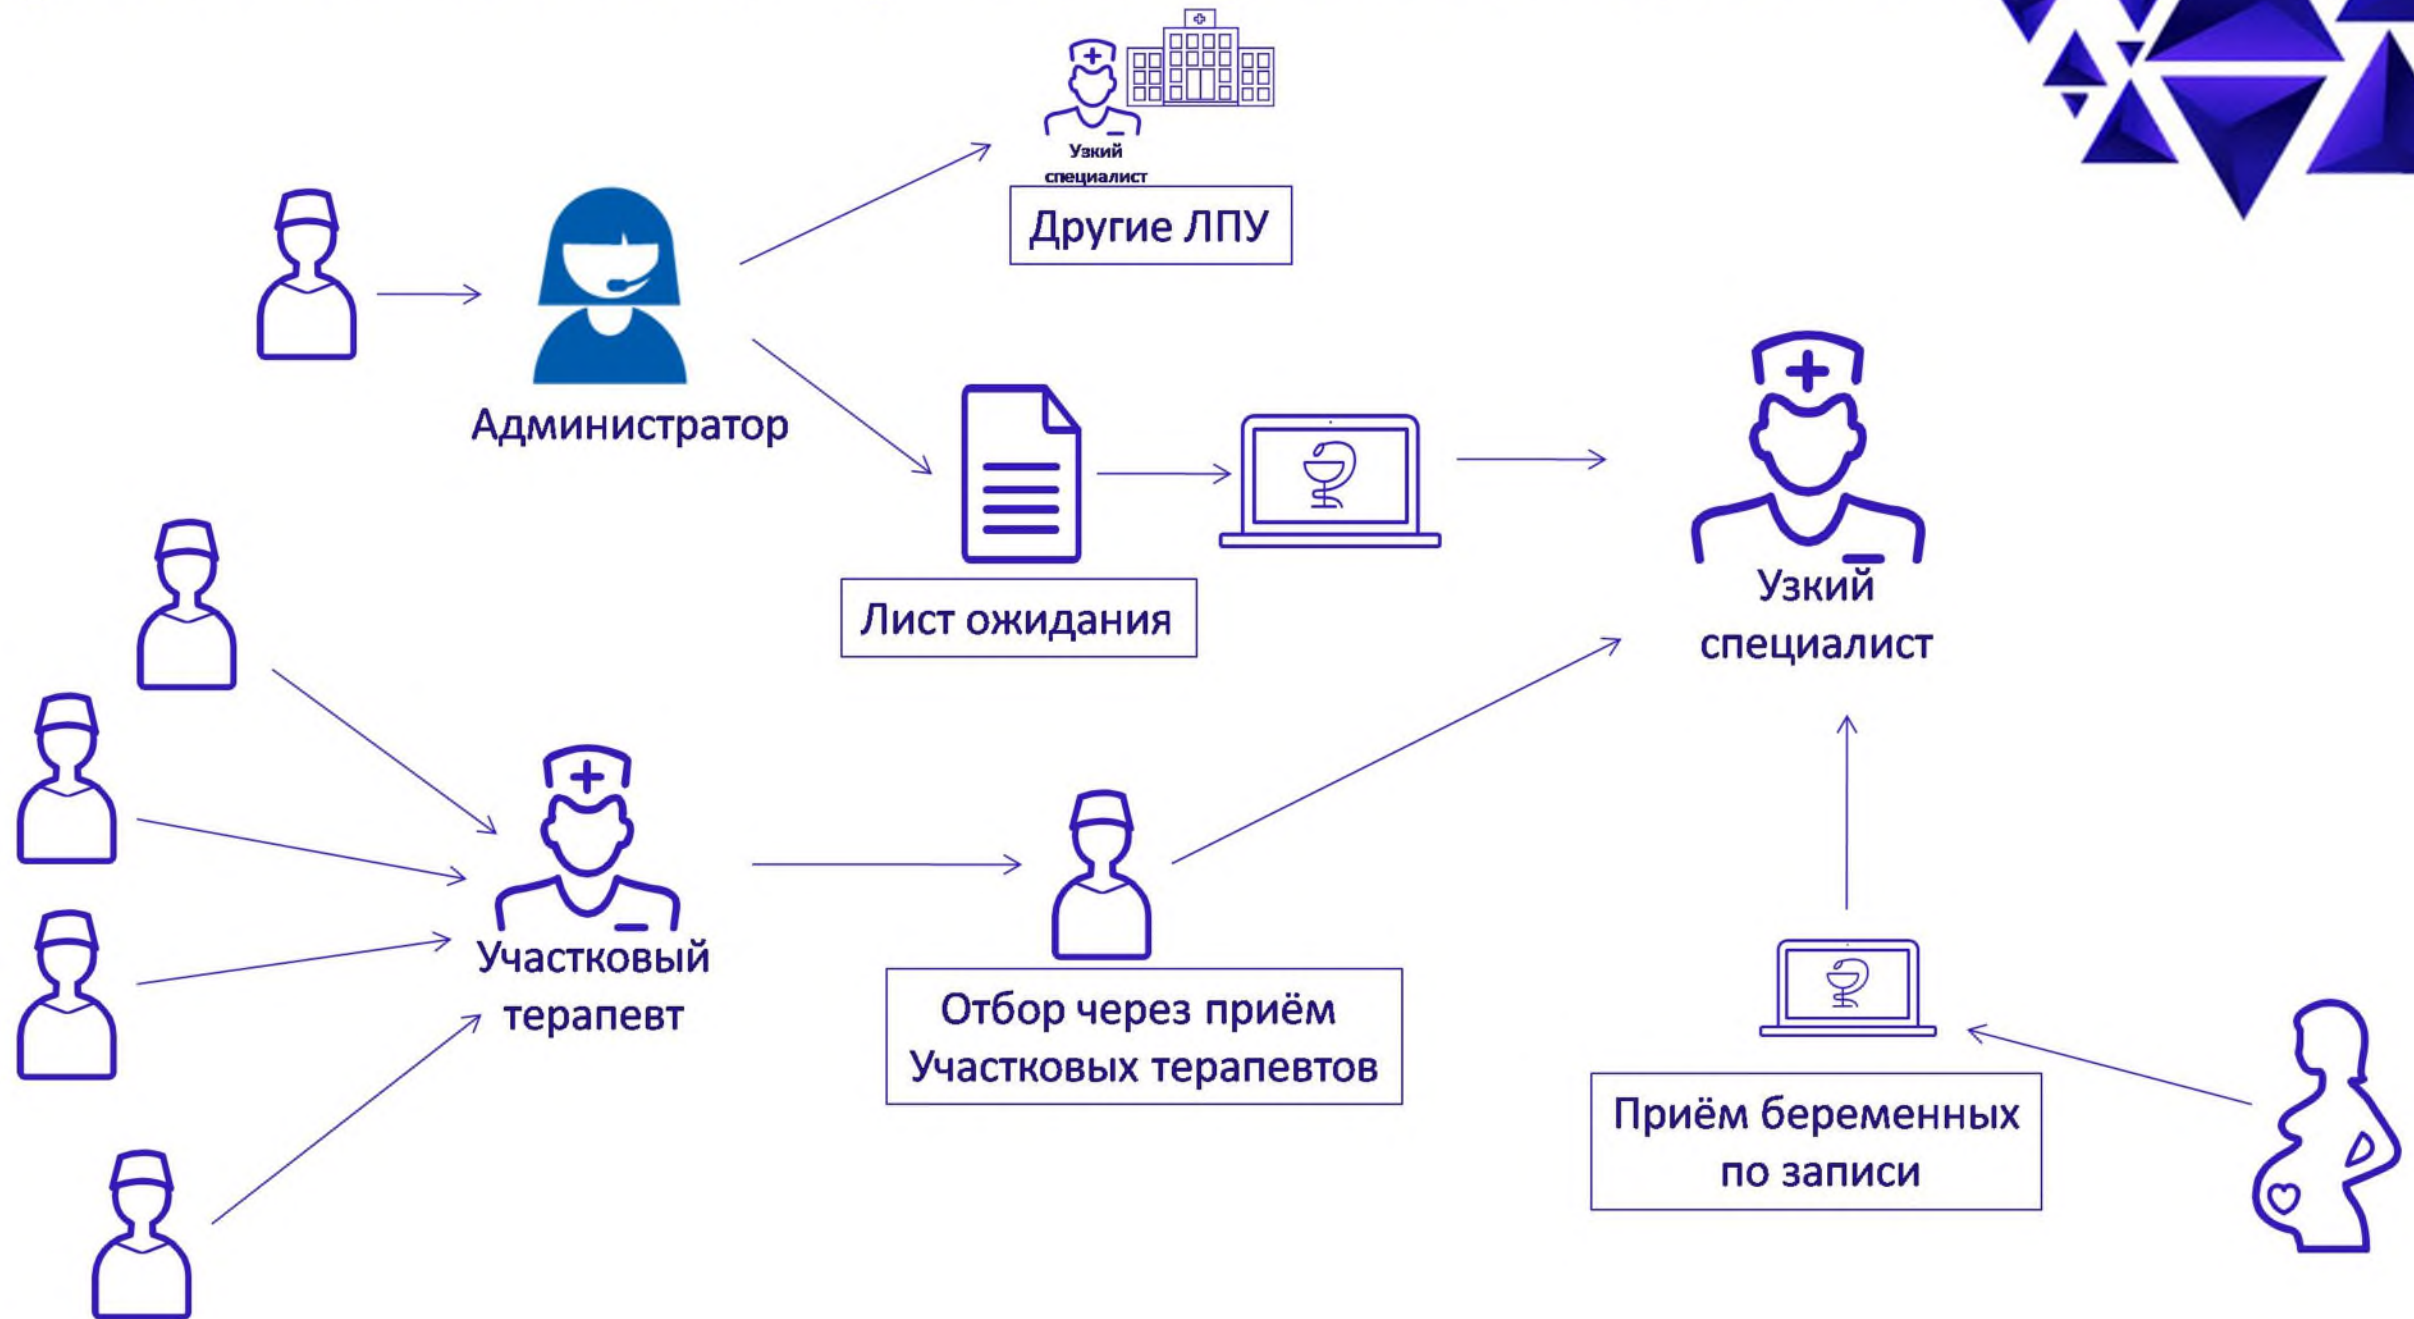 Узкий
специалист
Другие ЛПУ
Администратор
Лист ожидания
Узкий
специалист
Участковый
терапевт
Отбор через приём
Участковых терапевтов
Приём беременных
по записи